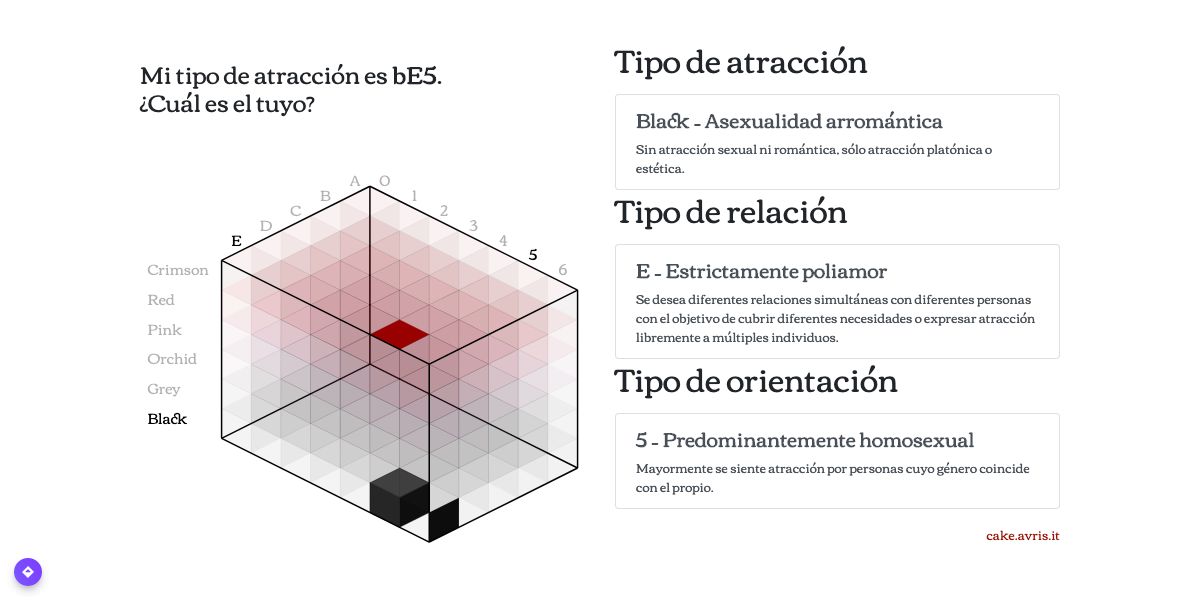 Mi tipo de atracción es bE5.
¿Cuál es el tuyo?
A
B
C
D
E
0
1
2
3
4
5
6
Crimson
Red
Pink
Orchid
Grey
Black
Tipo de atracción
Black - Asexualidad arromántica
Sin atracción sexual ni romántica, sólo atracción platónica o
estética.
Tipo de relación
E - Estrictamente poliamor
Se desea diferentes relaciones simultáneas con diferentes personas
con el objetivo de cubrir diferentes necesidades o expresar atracción
libremente a múltiples individuos.
Tipo de orientación
5 - Predominantemente homosexual
Mayormente se siente atracción por personas cuyo género coincide
con el propio.
cake.avris.it